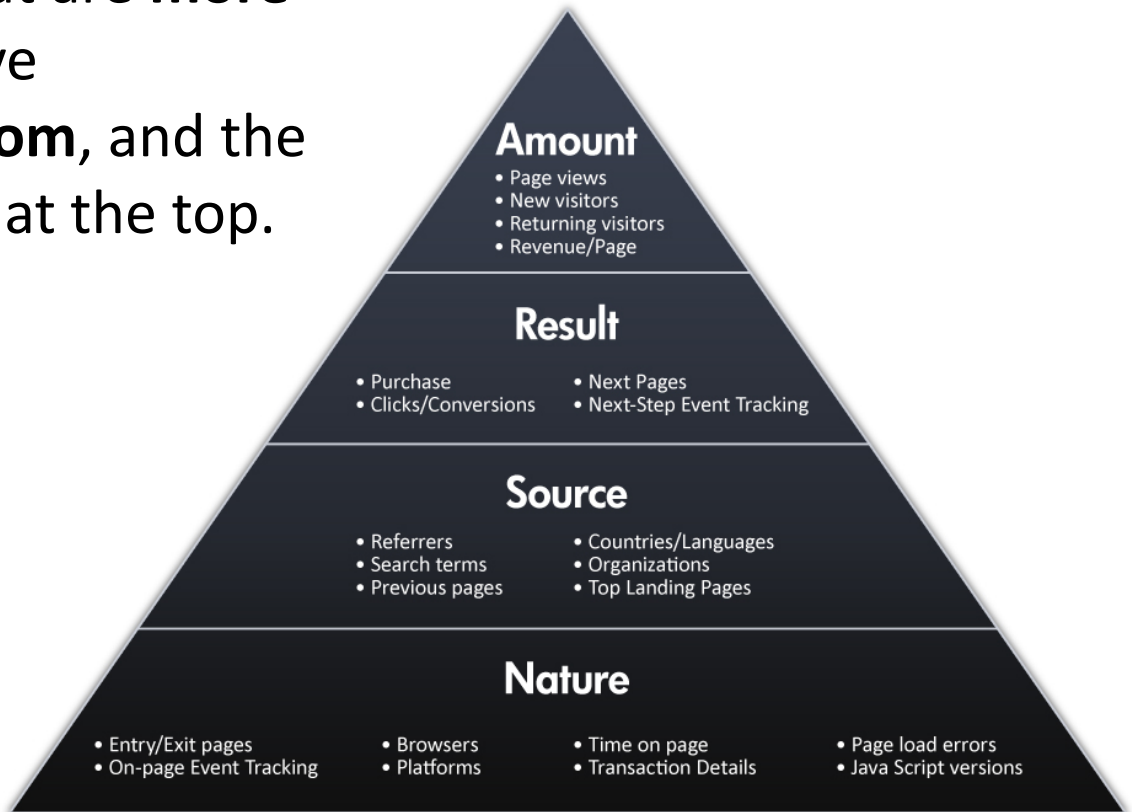 are more
, and the
at the top.
Amount
• Page views
• New visitors
• Returning visitors
• Revenue/Page
Result
• Purchase
• Clicks/Conversions
• Next Pages
• Next-Step Event Tracking
Source
• Referrers
• Search terms
• Previous pages
• Countries/Languages
• Organizations
• Top Landing Pages
Nature
• Entry/Exit pages
• On-page Event Tracking
• Browsers
• Platforms
• Time on page
• Transaction Details
• Page load errors
• Java Script versions